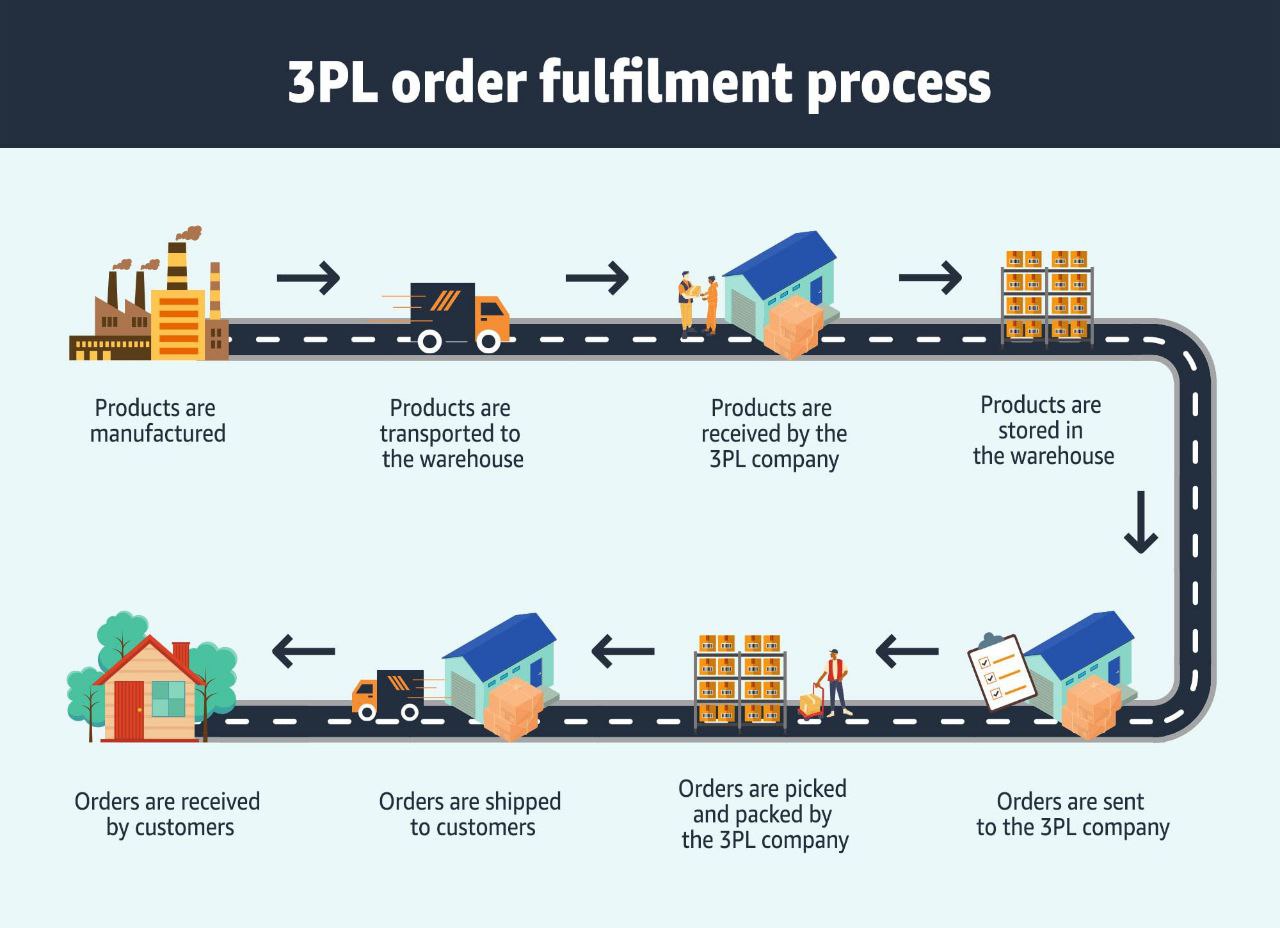 3PL order fulfilment process
Products are
manufactured
Products are
transported to
the warehouse
Products are
received by the
3PL company
Products are
stored in
the warehouse
Orders are sent
to the 3PL company
Orders are picked
and packed by
the 3PL company
Orders are shipped
to customers
Orders are received
by customers